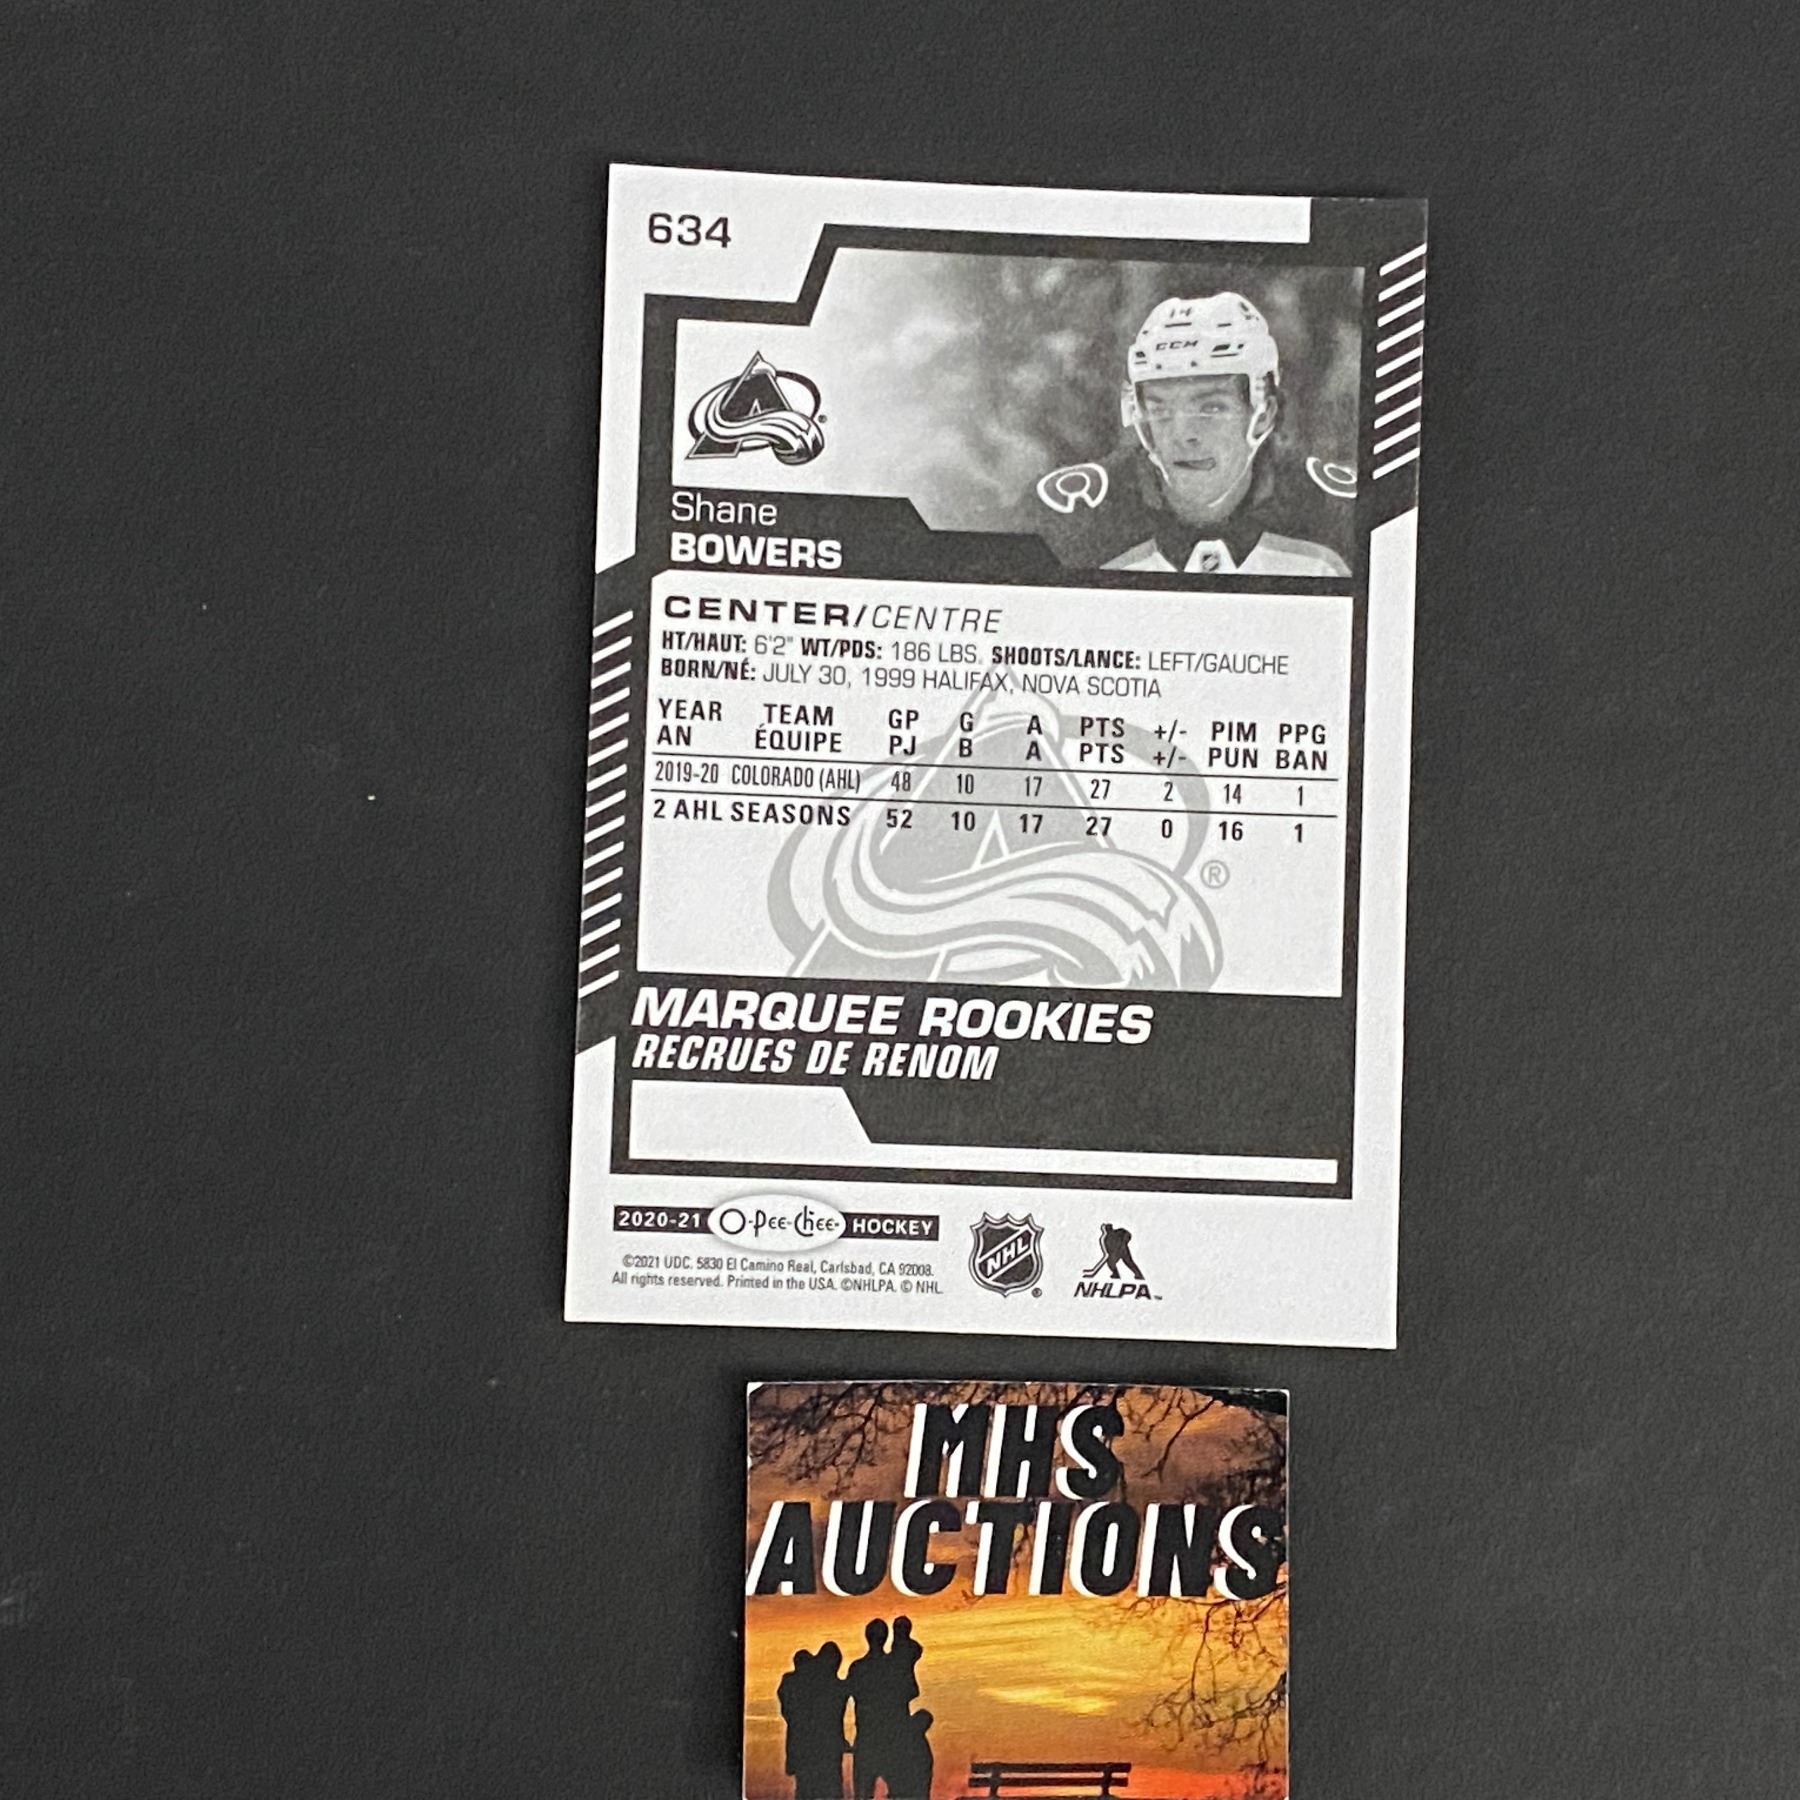 634
14
CCM
Shane
BOWERS
CENTER/CENTRE
HT/HAUT: 6'2" WT/PDS: 186 LBS. SHOOTS/LANCE: LEFT/GAUCHE
BORN/NÉ: JULY 30, 1999 HALIFAX, NOVA SCOTIA
YEAR TEAM GP G A PTS +/- PIM PPG
AN ÉQUIPE PJ B A PTS +/- PUN BAN
2019-20 COLORADO (AHL) 48 10 17 27 2 14 1
2 AHL SEASONS 52 10 17 27 0 16 1
®
MARQUEE ROOKIES
RECRUES DE RENOM
2020-21 O-Pee-Chee HOCKEY
©2021 UDC. 5830 El Camino Real, Carlsbad, CA 92008.
All rights reserved. Printed in the USA. ©NHLPA. © NHL.
NHL ®
NHLPA™
MHS
AUCTIONS